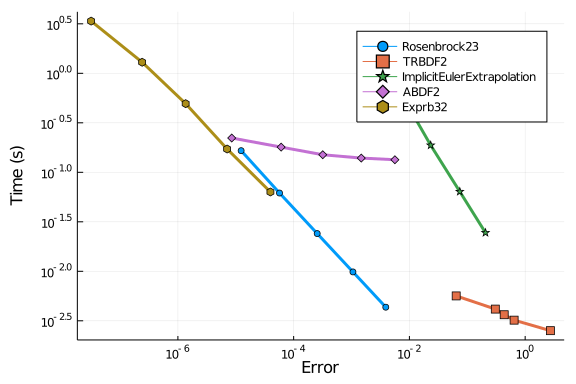 10^0.5
10^0.0
10^-0.5
10^-1.0
10^-1.5
10^-2.0
10^-2.5
Time (s)
Rosenbrock23
TRBDF2
ImplicitEulerExtrapolation
ABDF2
Exprb32
10^-6 10^-4 10^-2 10^0
Error